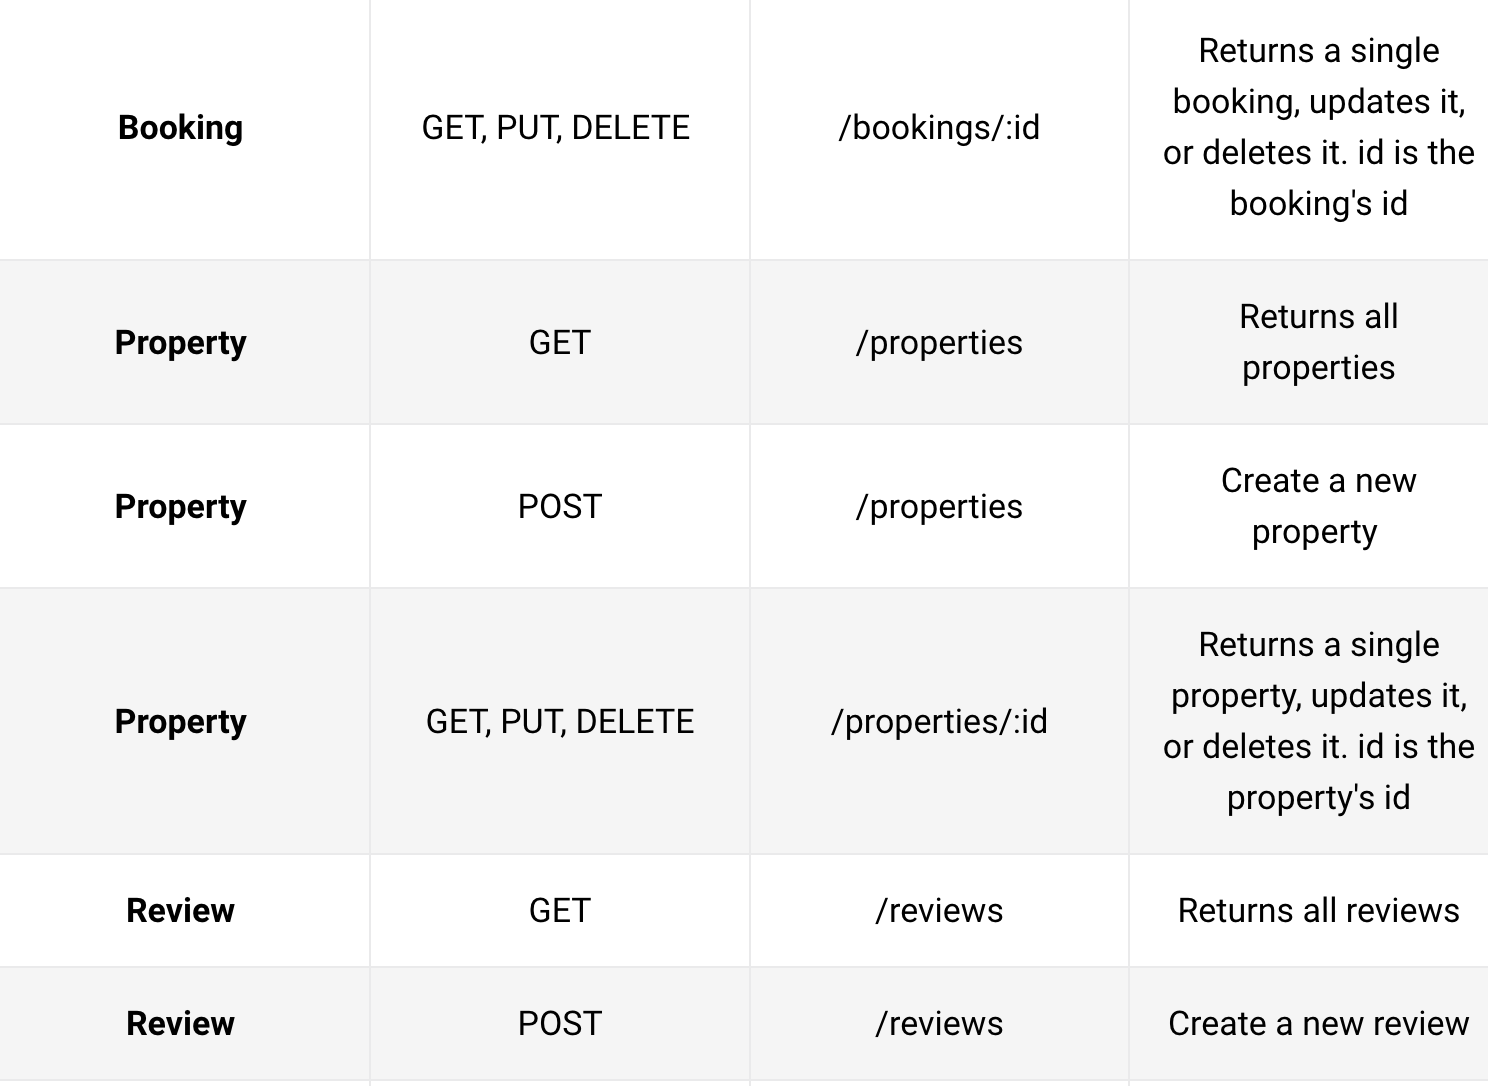 Booking GET, PUT, DELETE /bookings/:id Returns a single
booking, updates it,
or deletes it. id is the
booking's id
Property GET /properties Returns all
properties
Property POST /properties Create a new
property
Property GET, PUT, DELETE /properties/:id Returns a single
property, updates it,
or deletes it. id is the
property's id
Review GET /reviews Returns all reviews
Review POST /reviews Create a new review